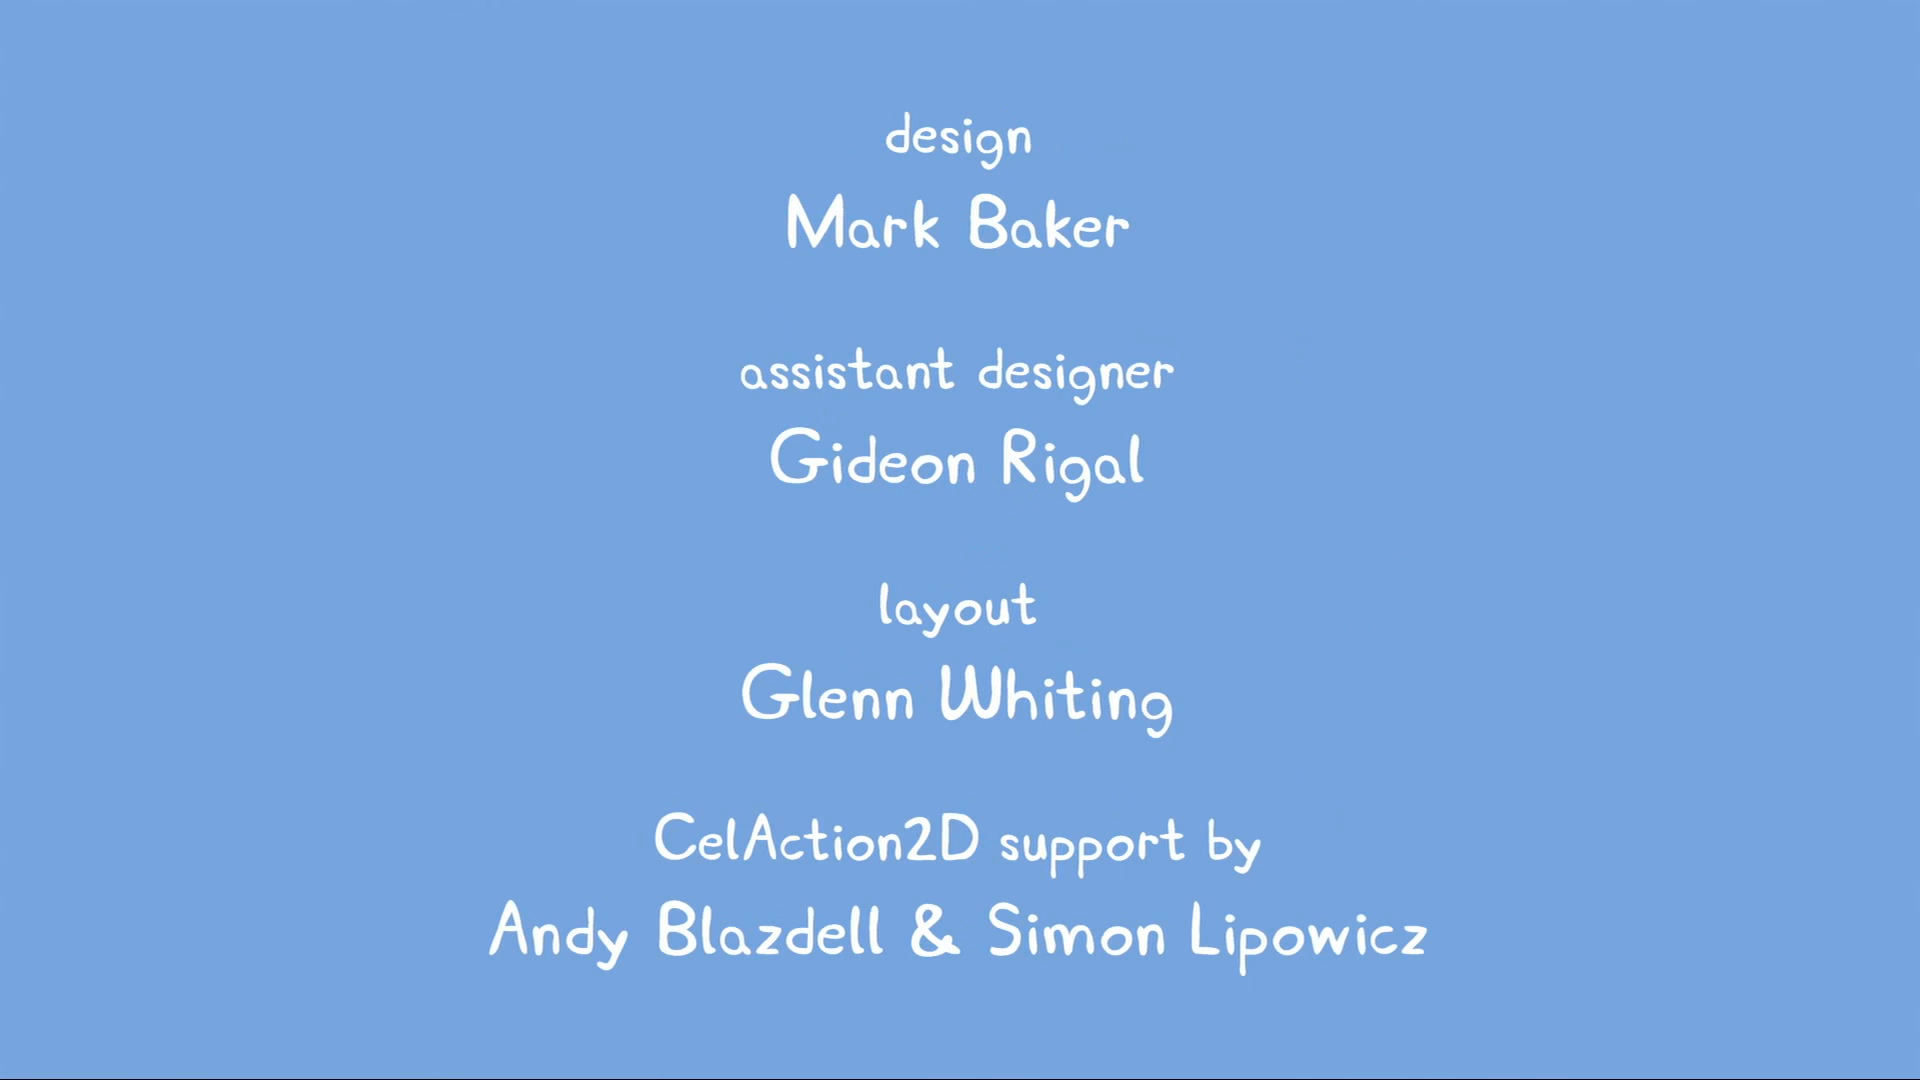 design
Mark Baker
assistant designer
Gideon Rigal
layout
Glenn Whiting
CelAction2D support by
Andy Blazdell & Simon Lipowicz